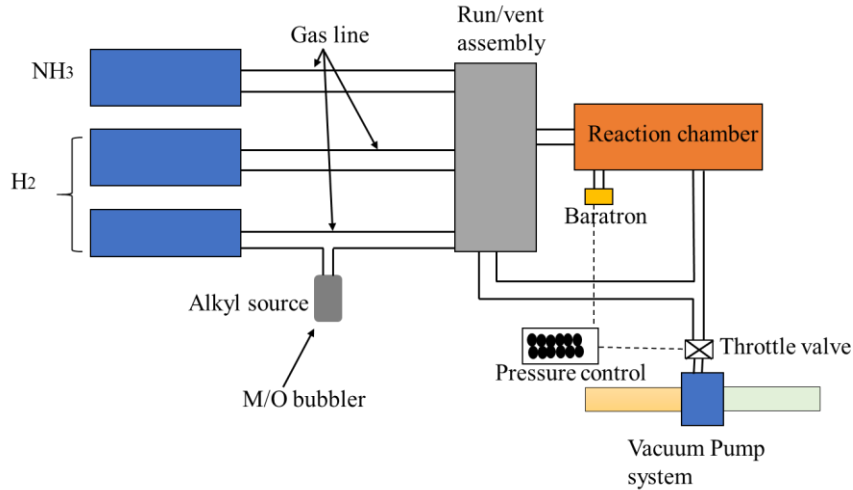 Run/vent
assembly
Gas line
NH3
Reaction chamber
H2
Baratron
Alkyl source
Throttle valve
Pressure control
M/O bubbler
Vacuum Pump
system